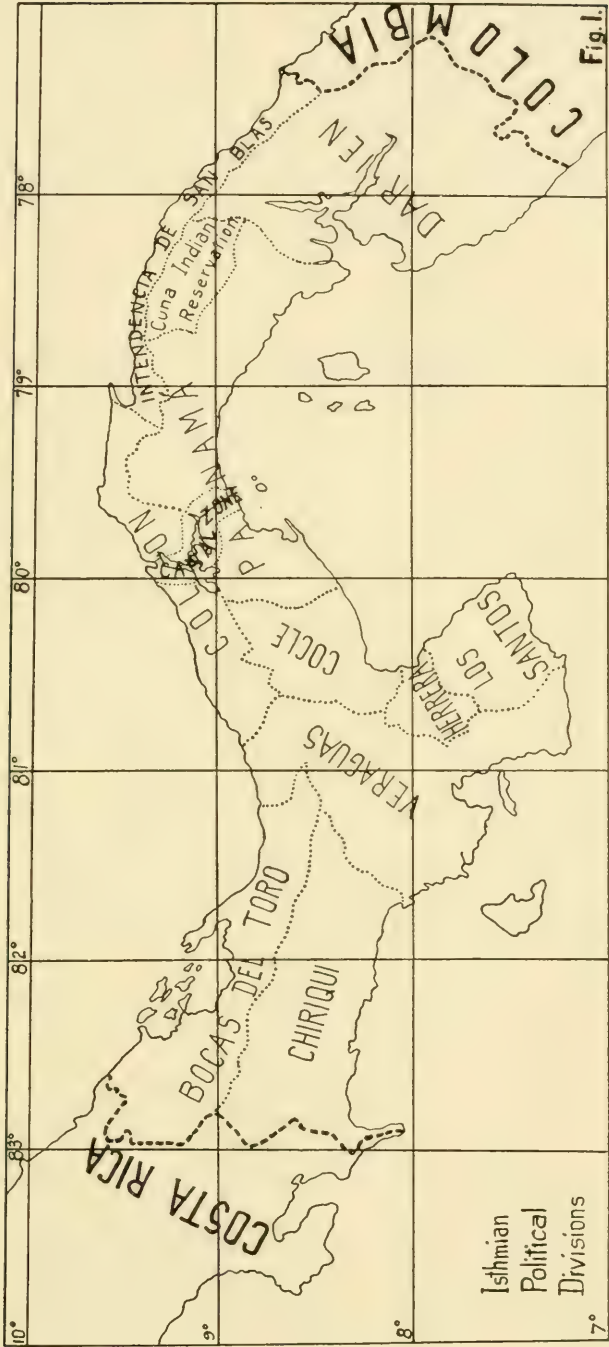 10°
9°
8°
7°
83°
82°
81°
80°
79°
78°
COSTA RICA
BOCAS DEL TORO
CHIRIQUI
VERAGUAS
COCLE
HERRERA
LOS
SANTOS
COLON
CANAL ZONE
PANAMA
INTENDENCIA DE SAN BLAS
Cuna Indian
Reservation
DARIEN
COLOMBIA
Isthmian
Political
Divisions
Fig. 1.